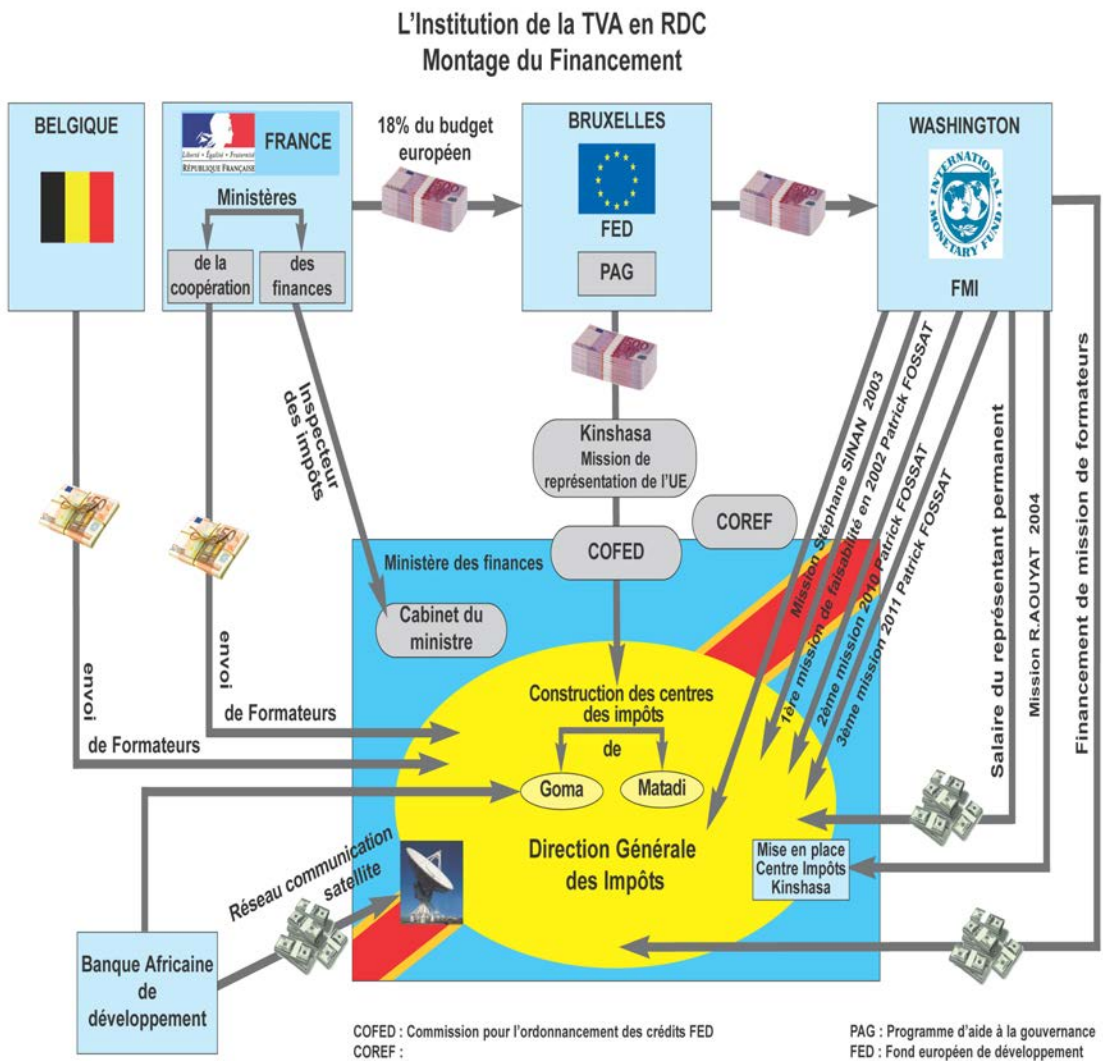 L'Institution de la TVA en RDC
Montage du Financement
BELGIQUE
Liberté • Égalité • Fraternité
RÉPUBLIQUE FRANÇAISE
FRANCE
Ministères
de la
coopération
des
finances
18% du budget
européen
BRUXELLES
FED
PAG
WASHINGTON
INTERNATIONAL
MONETARY FUND
FMI
Inspecteur
des impôts
Kinshasa
Mission de
représentation de l'UE
COREF
COFED
Ministère des finances
Cabinet du
ministre
Mission Stéphane SINAN 2003
1ère mission de faisabilité en 2002 Patrick FOSSAT
2ème mission 2010 Patrick FOSSAT
3ème mission 2011 Patrick FOSSAT
Salaire du représentant permanent
Mission R.AOUYAT 2004
Financement de mission de formateurs
envoi
de Formateurs
envoi
de Formateurs
Construction des centres
des impôts
de
Goma
Matadi
Direction Générale
des Impôts
Mise en place
Centre Impôts
Kinshasa
Réseau communication
satellite
Banque Africaine
de
développement
COFED : Commission pour l'ordonnancement des crédits FED
COREF :
PAG : Programme d'aide à la gouvernance
FED : Fond européen de développement